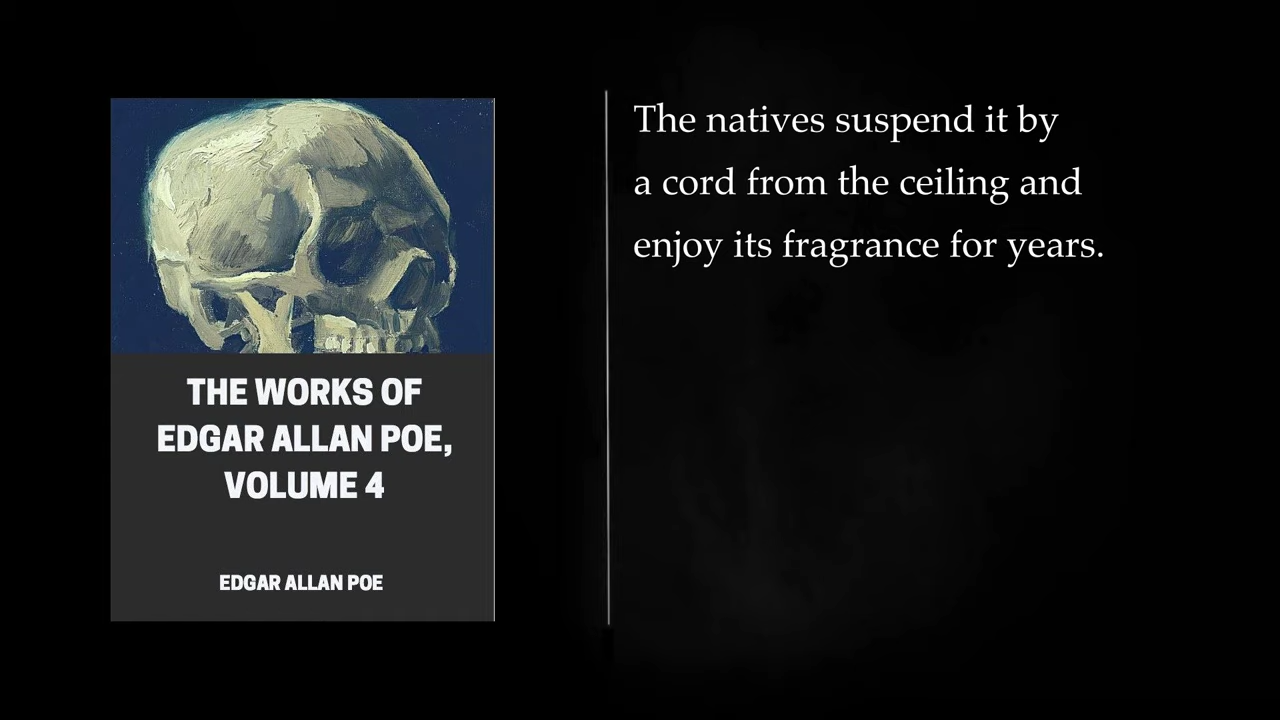 THE WORKS OF
EDGAR ALLAN POE,
VOLUME 4
EDGAR ALLAN POE
The natives suspend it by
a cord from the ceiling and
enjoy its fragrance for years.